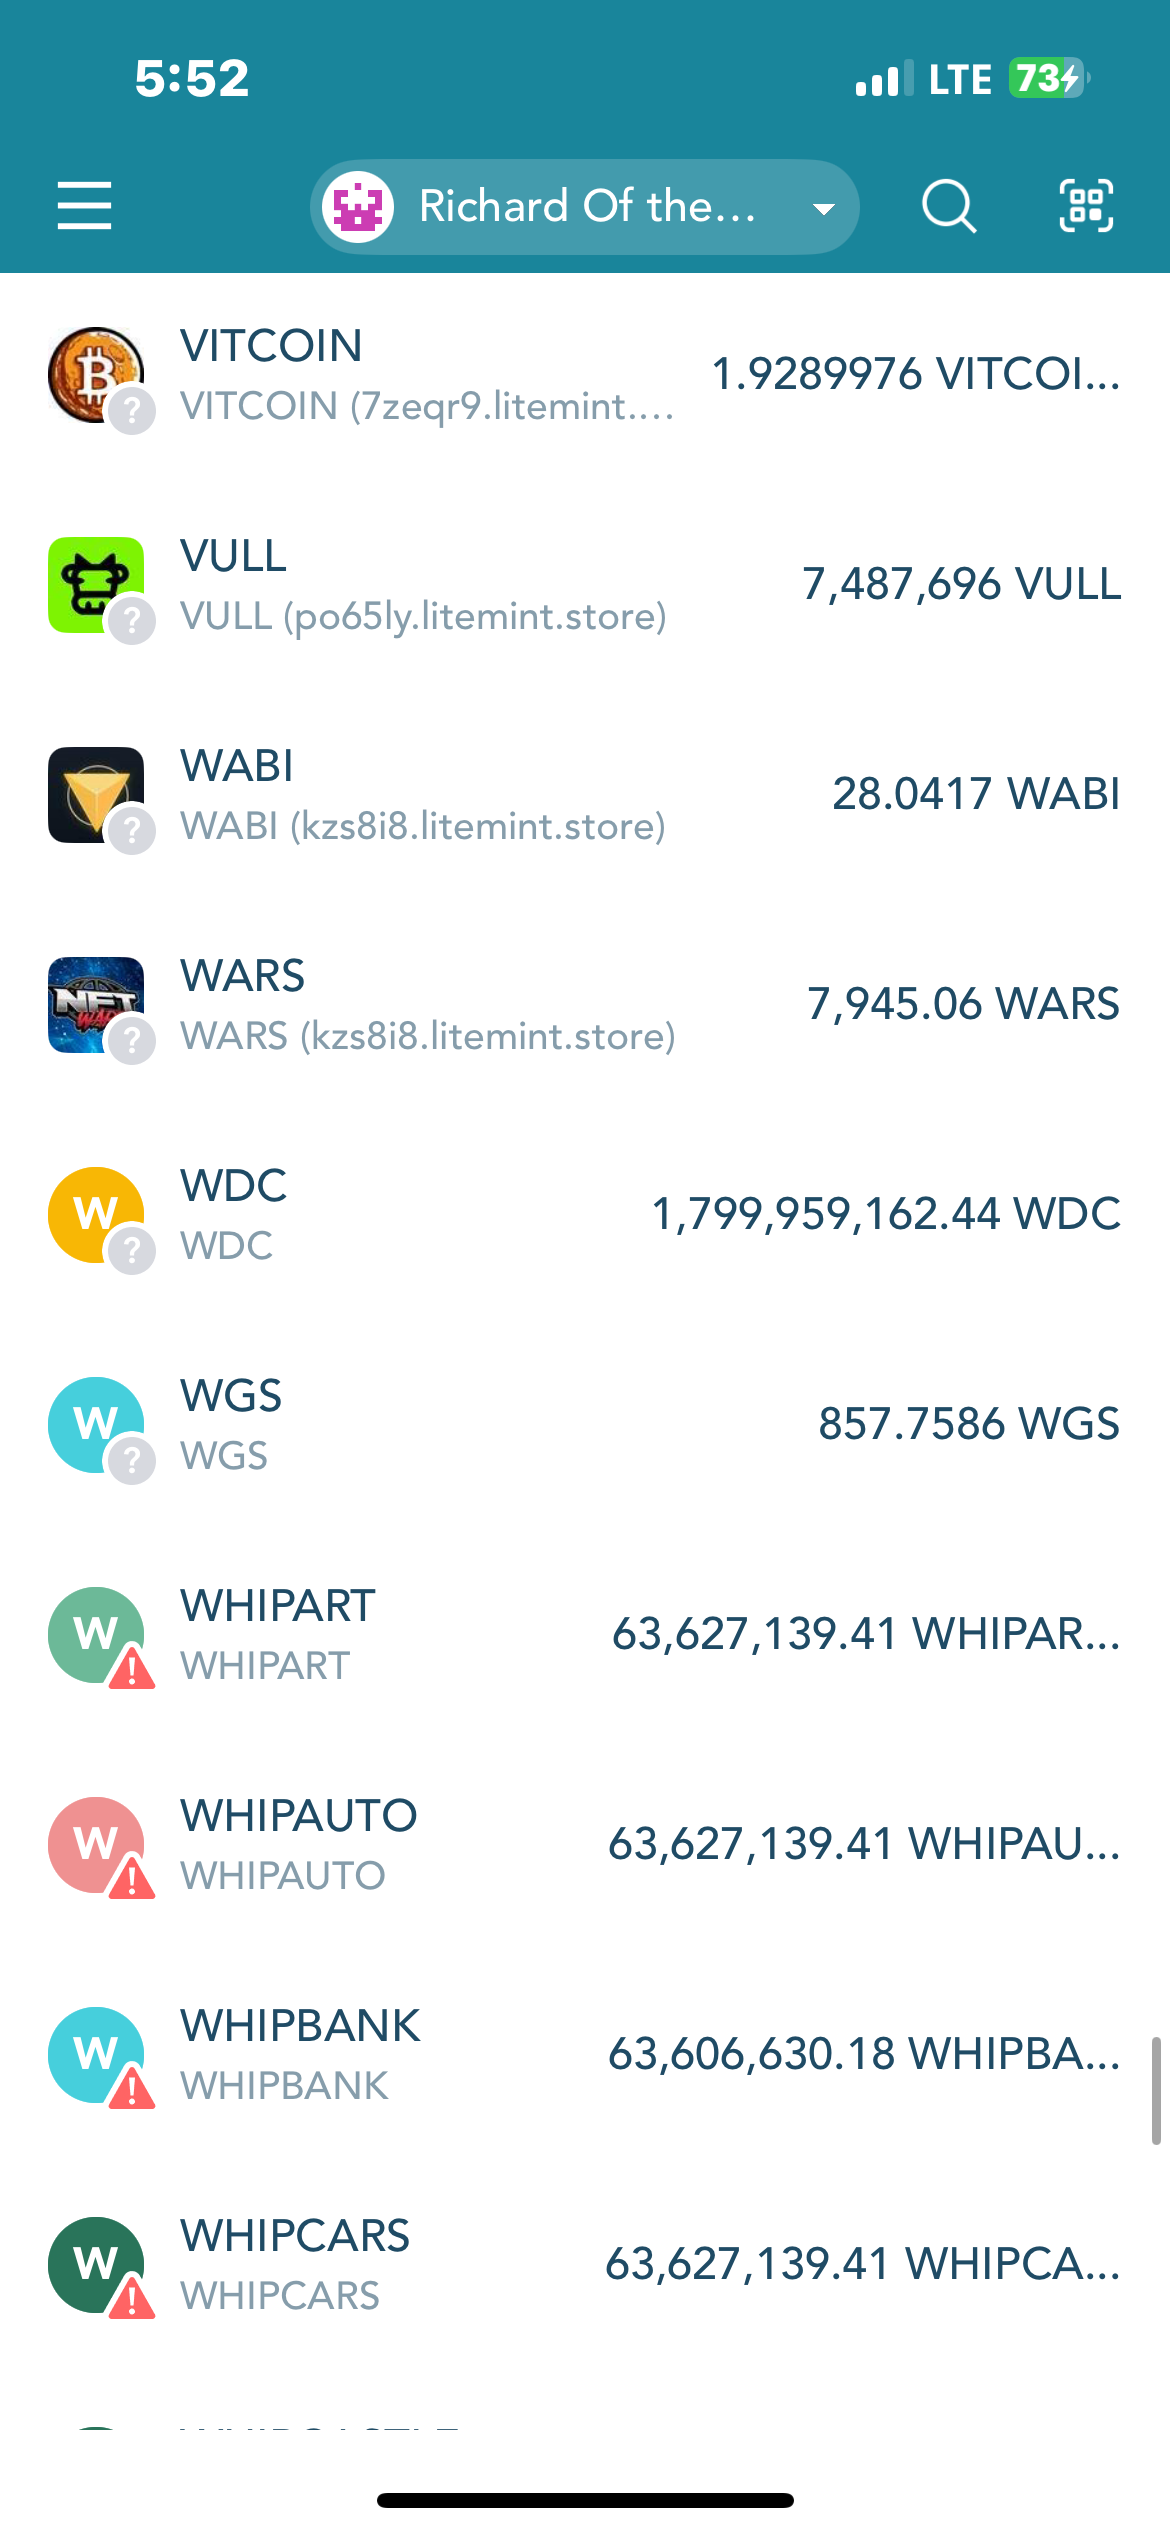 5:52
LTE 73
Richard Of the...
VITCOIN
1.9289976 VITCOI...
VITCOIN (7zeqr9.litemint....
VULL
7,487,696 VULL
VULL (po65ly.litemint.store)
WABI
28.0417 WABI
WABI (kzs8i8.litemint.store)
NFT
WARS
7,945.06 WARS
WARS (kzs8i8.litemint.store)
W
WDC
1,799,959,162.44 WDC
WDC
W
WGS
857.7586 WGS
WGS
W
WHIPART
63,627,139.41 WHIPAR...
WHIPART
W
WHIPAUTO
63,627,139.41 WHIPAU...
WHIPAUTO
W
WHIPBANK
63,606,630.18 WHIPBA...
WHIPBANK
W
WHIPCARS
63,627,139.41 WHIPCA...
WHIPCARS